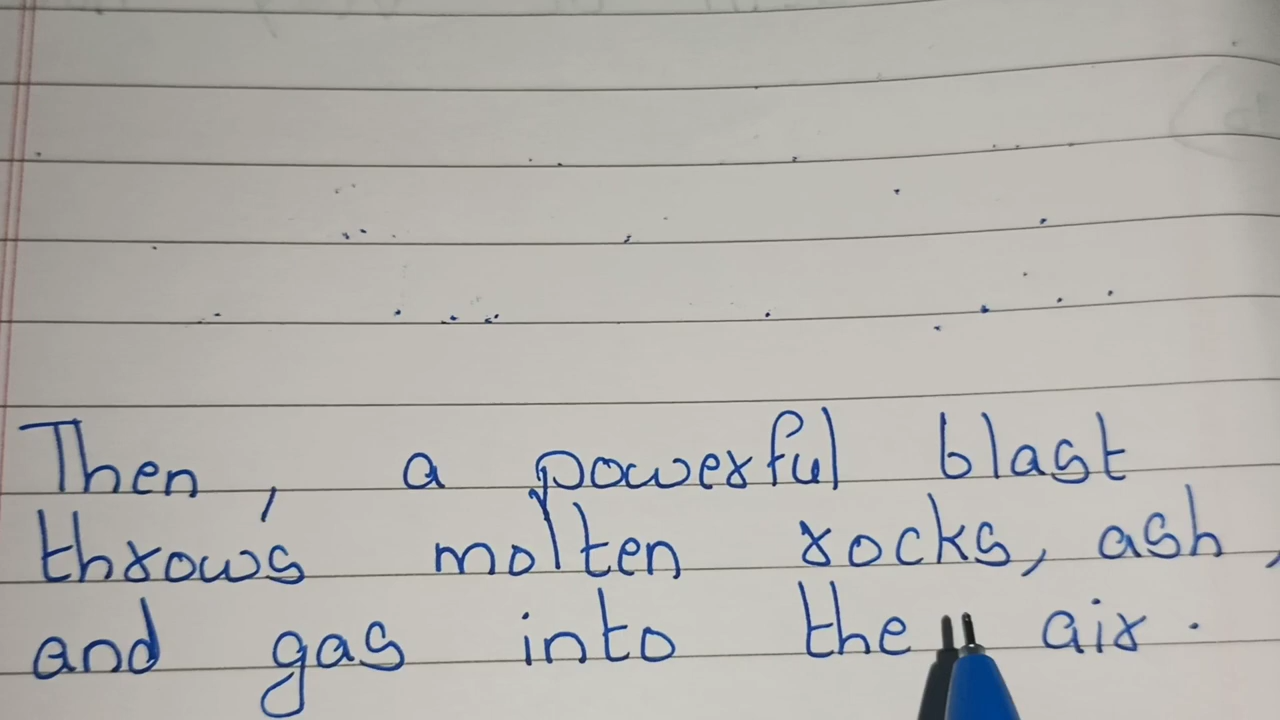 Then, a powerful blast
throws molten rocks, ash,
and gas into the air.